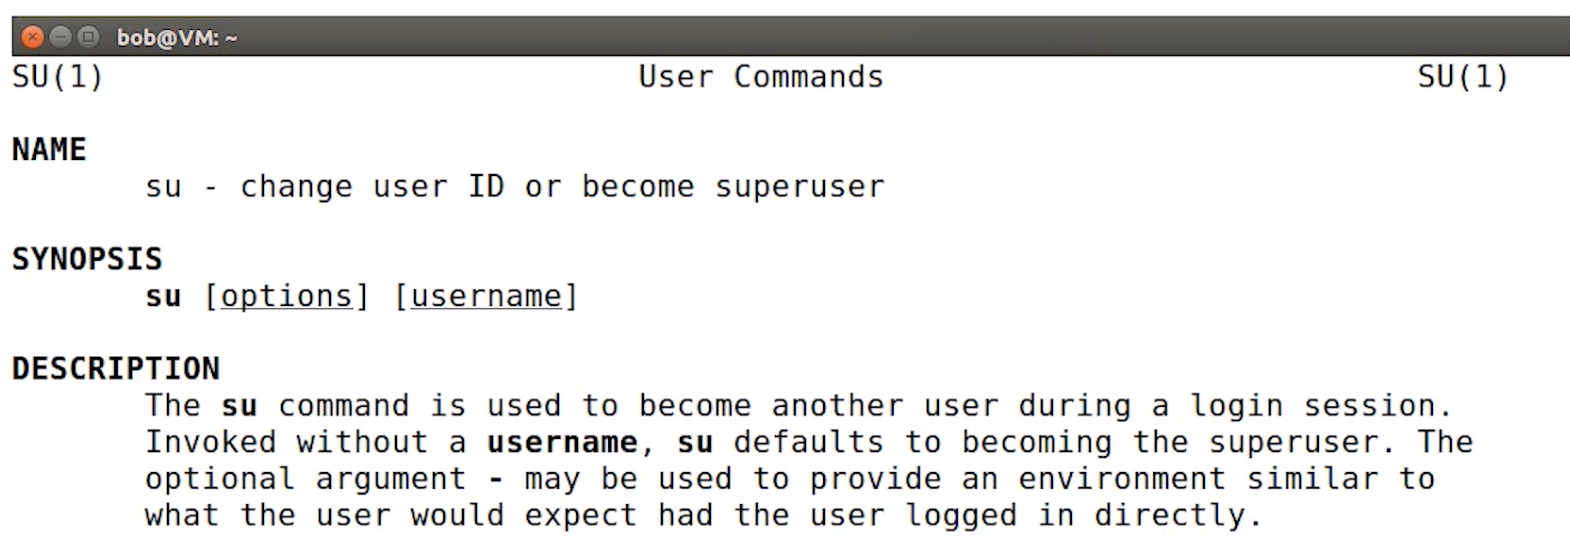 bob@VM: ~
SU(1) User Commands SU(1)
NAME
su - change user ID or become superuser
SYNOPSIS
su [options] [username]
DESCRIPTION
The su command is used to become another user during a login session.
Invoked without a username, su defaults to becoming the superuser. The
optional argument - may be used to provide an environment similar to
what the user would expect had the user logged in directly.